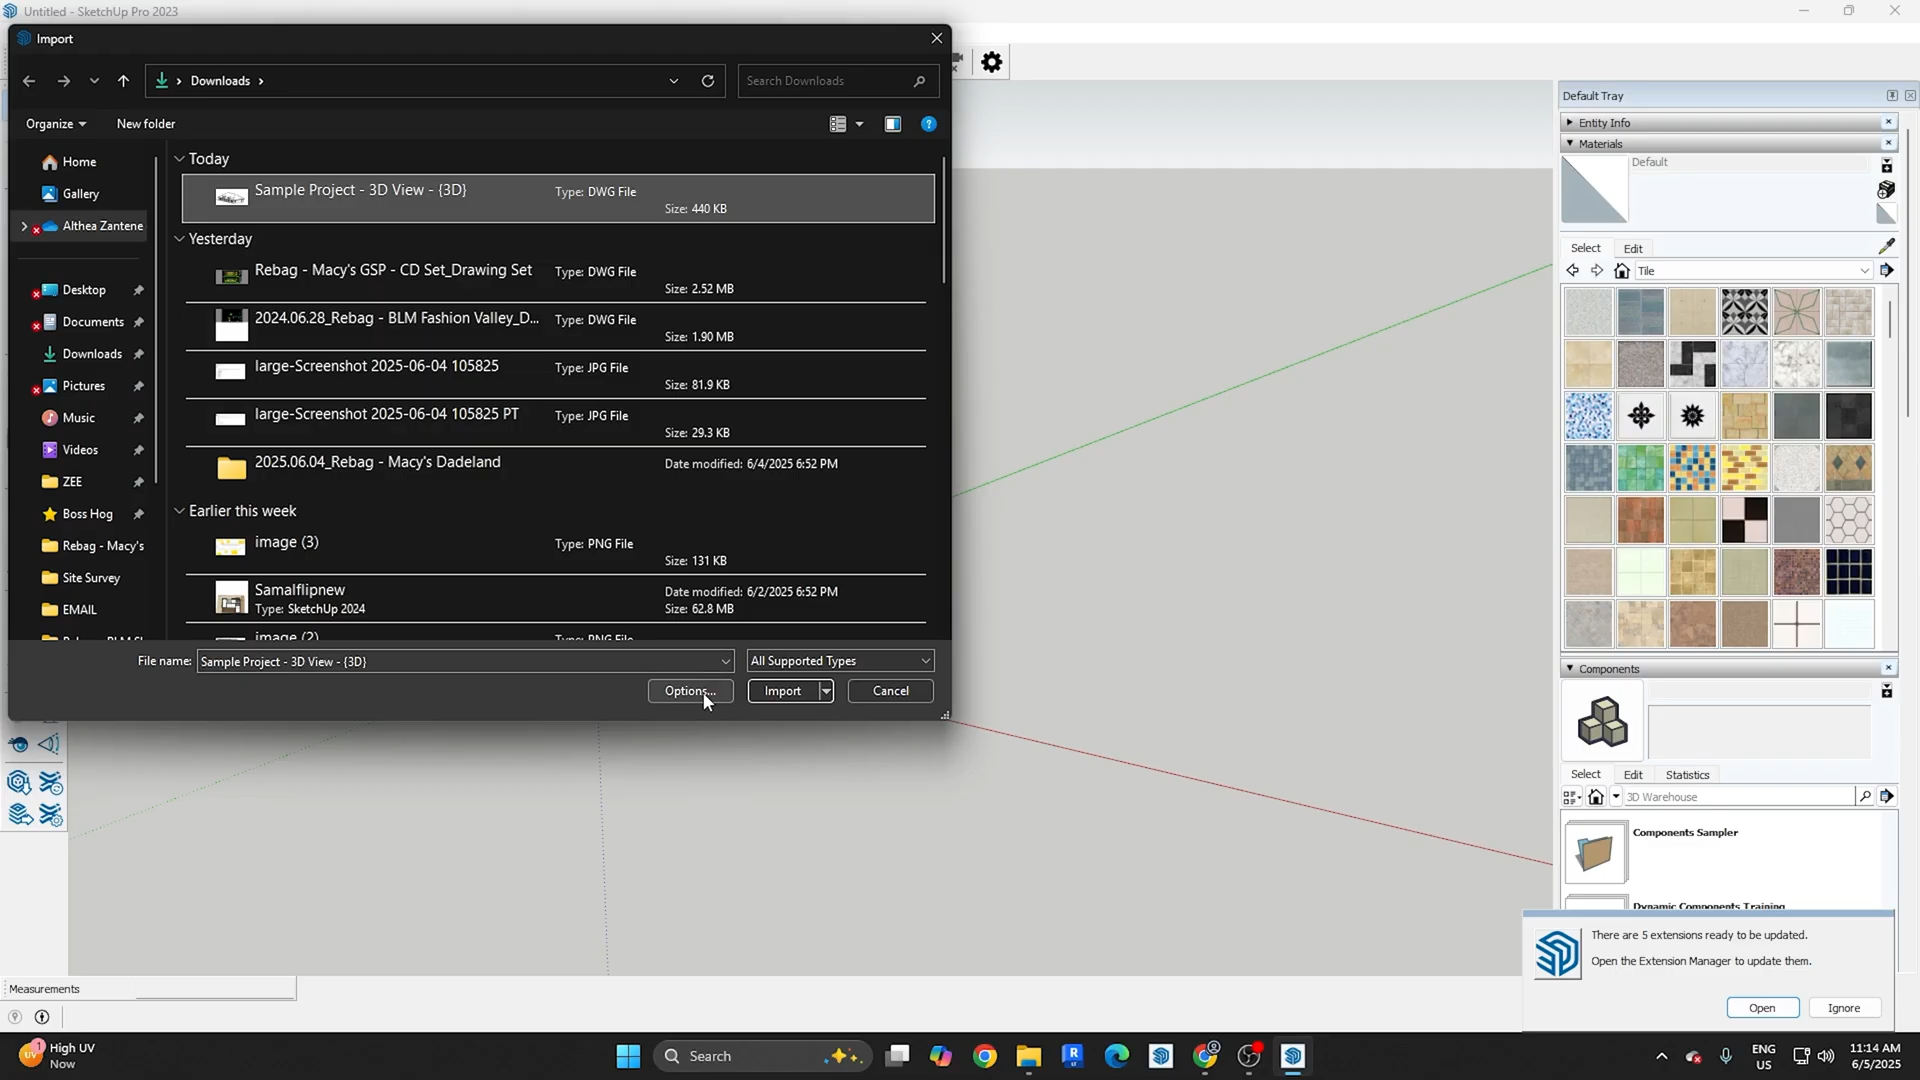 Untitled - SketchUp Pro 2023
Import
Downloads
Search Downloads
Organize
New folder
Home
Gallery
Althea Zantene
Desktop
Documents
Downloads
Pictures
Music
Videos
ZEE
Boss Hog
Rebag - Macy's
Site Survey
EMAIL
Today
Sample Project - 3D View - {3D} Type: DWG File
Size: 440 KB
Yesterday
Rebag - Macy's GSP - CD Set_Drawing Set Type: DWG File
Size: 2.52 MB
2024.06.28_Rebag - BLM Fashion Valley_D... Type: DWG File
Size: 1.90 MB
large-Screenshot 2025-06-04 105825 Type: JPG File
Size: 81.9 KB
large-Screenshot 2025-06-04 105825 PT Type: JPG File
Size: 29.3 KB
2025.06.04_Rebag - Macy's Dadeland Date modified: 6/4/2025 6:52 PM
Earlier this week
image (3) Type: PNG File
Size: 131 KB
Samalflipnew Date modified: 6/2/2025 6:52 PM
Type: SketchUp 2024 Size: 62.8 MB
image (2) Type: PNG File
File name: Sample Project - 3D View - {3D} All Supported Types
Options... Import Cancel
Default Tray
Entity Info
Materials
Default
Select Edit
Tile
Components
Select Edit Statistics
3D Warehouse
Components Sampler
Dynamic Components Training
There are 5 extensions ready to be updated.
Open the Extension Manager to update them.
Open Ignore
Measurements
High UV
Now
Search
ENG
US
11:14 AM
6/5/2025